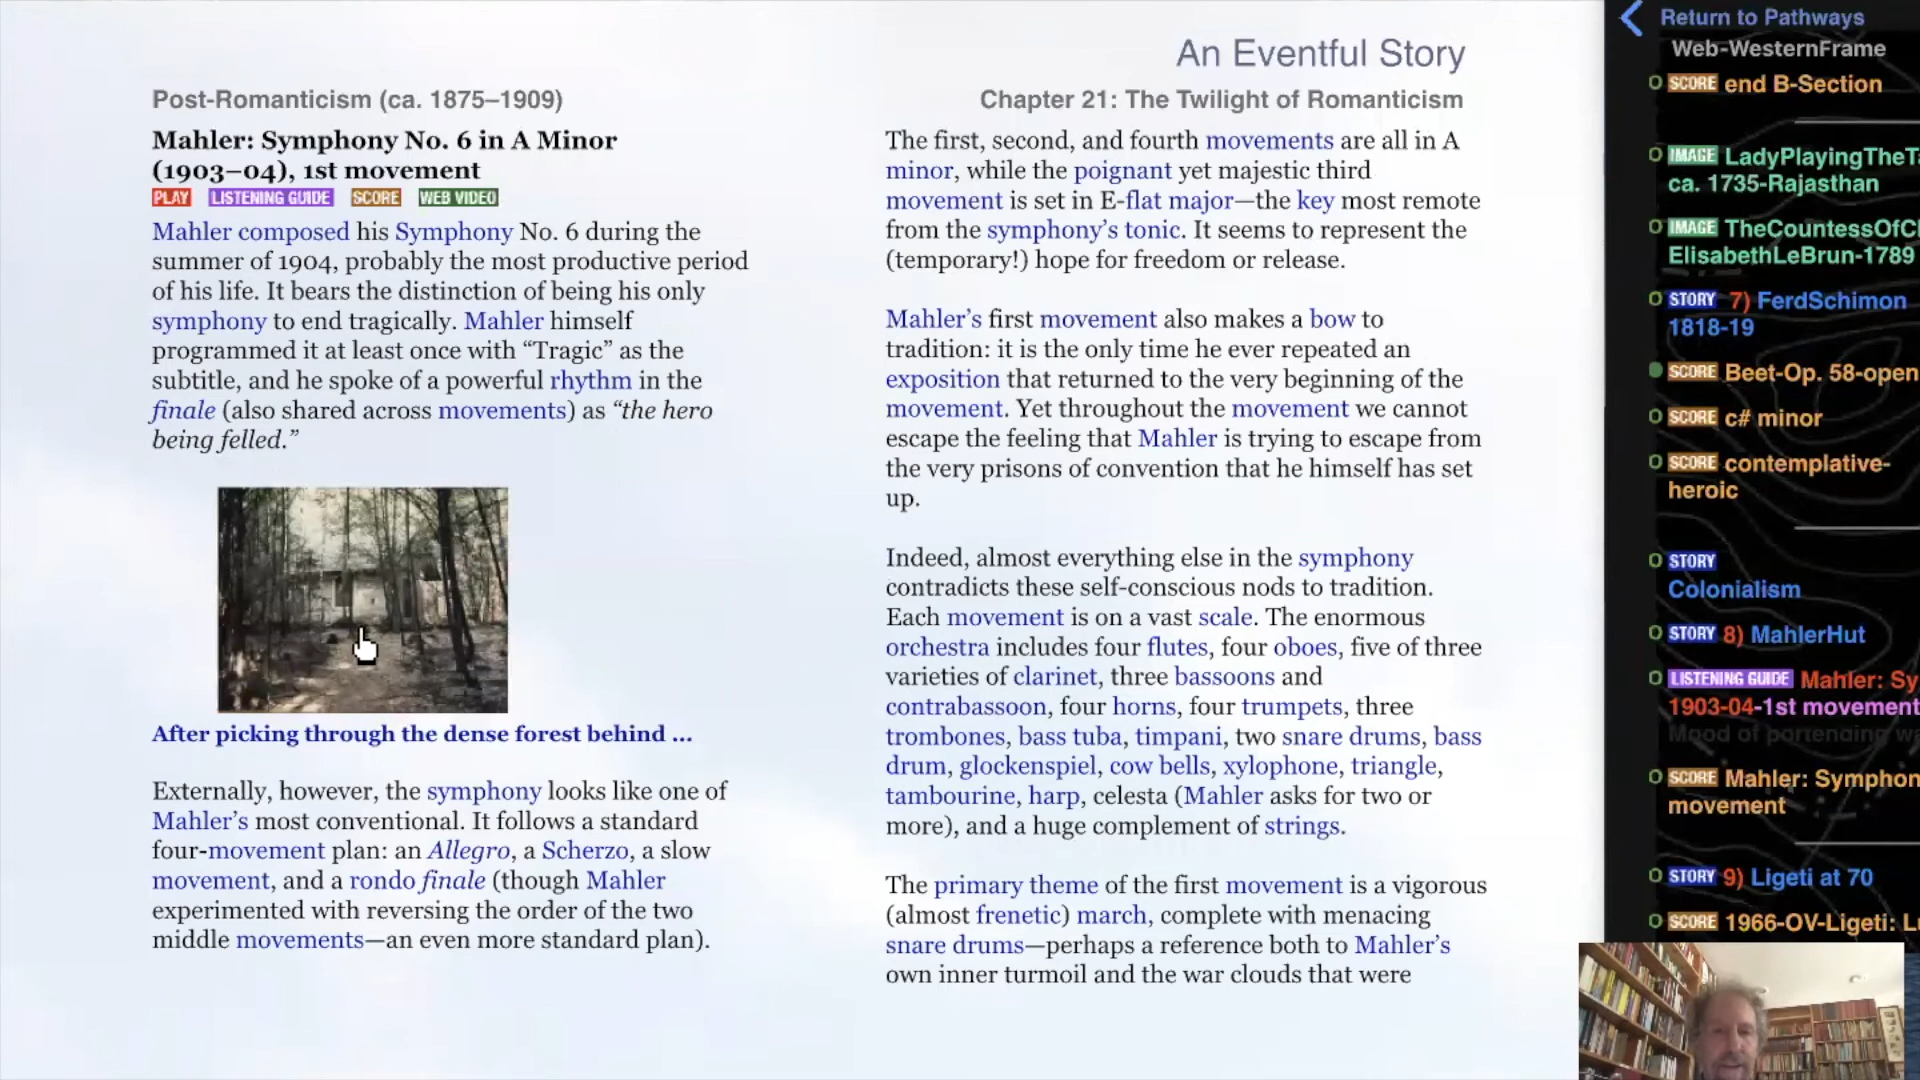 An Eventful Story
Post-Romanticism (ca. 1875–1909)
Mahler: Symphony No. 6 in A Minor
(1903–04), 1st movement
PLAY LISTENING GUIDE SCORE WEB VIDEO
Mahler composed his Symphony No. 6 during the
summer of 1904, probably the most productive period
of his life. It bears the distinction of being his only
symphony to end tragically. Mahler himself
programmed it at least once with “Tragic” as the
subtitle, and he spoke of a powerful rhythm in the
finale (also shared across movements) as “the hero
being felled.”
After picking through the dense forest behind ...
Externally, however, the symphony looks like one of
Mahler’s most conventional. It follows a standard
four-movement plan: an Allegro, a Scherzo, a slow
movement, and a rondo finale (though Mahler
experimented with reversing the order of the two
middle movements—an even more standard plan).
Chapter 21: The Twilight of Romanticism
The first, second, and fourth movements are all in A
minor, while the poignant yet majestic third
movement is set in E-flat major—the key most remote
from the symphony’s tonic. It seems to represent the
(temporary!) hope for freedom or release.
Mahler’s first movement also makes a bow to
tradition: it is the only time he ever repeated an
exposition that returned to the very beginning of the
movement. Yet throughout the movement we cannot
escape the feeling that Mahler is trying to escape from
the very prisons of convention that he himself has set
up.
Indeed, almost everything else in the symphony
contradicts these self-conscious nods to tradition.
Each movement is on a vast scale. The enormous
orchestra includes four flutes, four oboes, five of three
varieties of clarinet, three bassoons and
contrabassoon, four horns, four trumpets, three
trombones, bass tuba, timpani, two snare drums, bass
drum, glockenspiel, cow bells, xylophone, triangle,
tambourine, harp, celesta (Mahler asks for two or
more), and a huge complement of strings.
The primary theme of the first movement is a vigorous
(almost frenetic) march, complete with menacing
snare drums—perhaps a reference both to Mahler’s
own inner turmoil and the war clouds that were
Return to Pathways
Web-WesternFrame
SCORE end B-Section
IMAGE LadyPlayingTheTa
ca. 1735-Rajasthan
IMAGE TheCountessOfCh
ElisabethLeBrun-1789
STORY 7) FerdSchimon
1818-19
SCORE Beet-Op. 58-open
SCORE c# minor
SCORE contemplative-
heroic
STORY
Colonialism
STORY 8) MahlerHut
LISTENING GUIDE Mahler: Sy
1903-04-1st movement
Mood of portending wa
SCORE Mahler: Symphon
movement
STORY 9) Ligeti at 70
SCORE 1966-OV-Ligeti: L